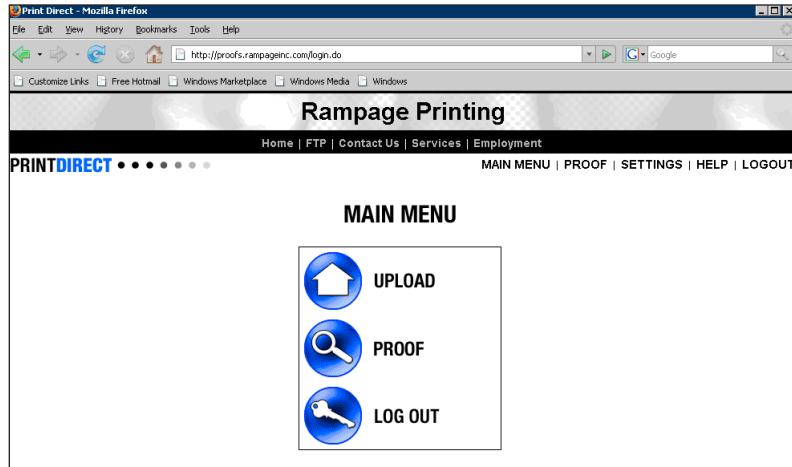 Print Direct - Mozilla Firefox
File Edit View History Bookmarks Tools Help
http://proofs.rampageinc.com/login.do
G Google
Customize Links Free Hotmail Windows Marketplace Windows Media Windows
Rampage Printing
Home | FTP | Contact Us | Services | Employment
PRINTDIRECT
MAIN MENU | PROOF | SETTINGS | HELP | LOGOUT
MAIN MENU
UPLOAD
PROOF
LOG OUT